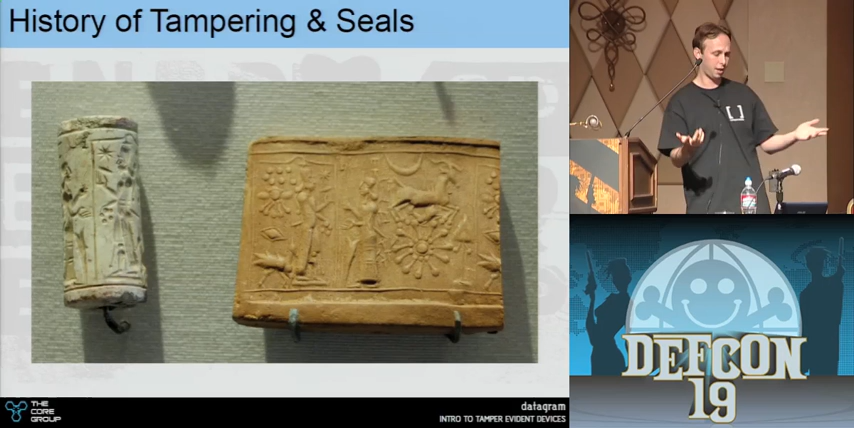 History of Tampering & Seals
THE
CORE
GROUP
datagram
INTRO TO TAMPER EVIDENT DEVICES
DEFCON
19